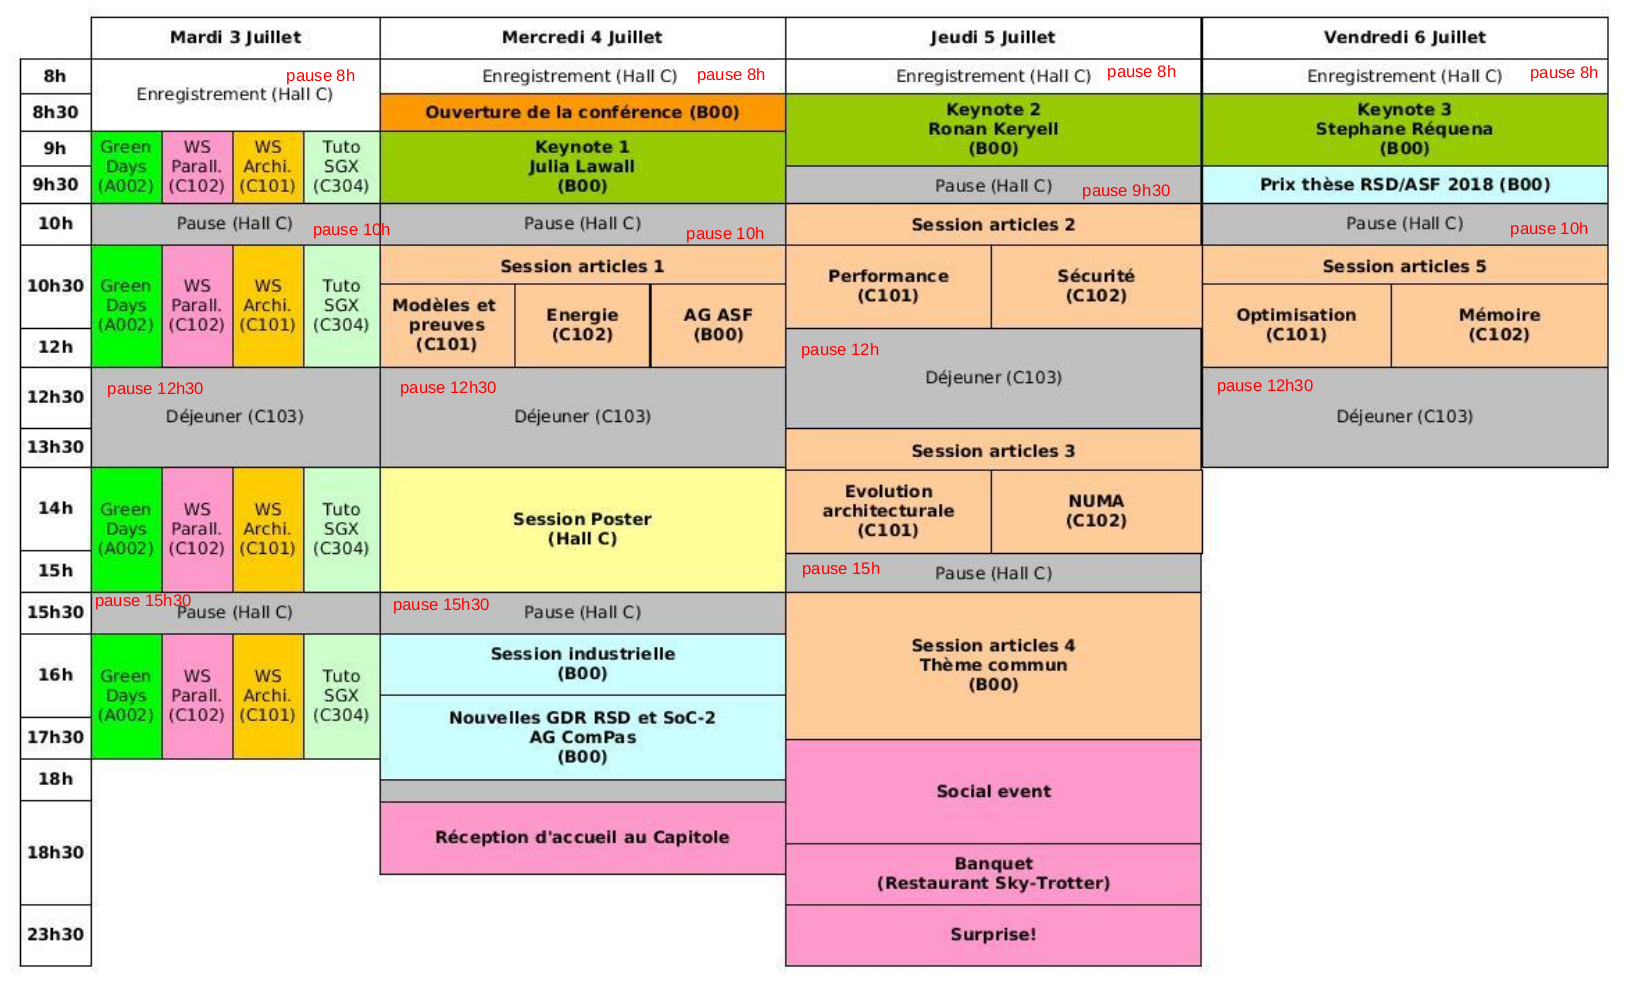 Mardi 3 Juillet
Mercredi 4 Juillet
Jeudi 5 Juillet
Vendredi 6 Juillet
8h
pause 8h
Enregistrement (Hall C)
Enregistrement (Hall C)
pause 8h
Enregistrement (Hall C)
pause 8h
Enregistrement (Hall C)
pause 8h
8h30
Ouverture de la conférence (B00)
Keynote 2
Ronan Keryell
(B00)
Keynote 3
Stephane Réquena
(B00)
9h
Green
Days
(A002)
WS
Parall.
(C102)
WS
Archi.
(C101)
Tuto
SGX
(C304)
Keynote 1
Julia Lawall
(B00)
9h30
Pause (Hall C)
pause 9h30
Prix thèse RSD/ASF 2018 (B00)
10h
Pause (Hall C)
pause 10h
Pause (Hall C)
pause 10h
Session articles 2
Pause (Hall C)
pause 10h
10h30
Green
Days
(A002)
WS
Parall.
(C102)
WS
Archi.
(C101)
Tuto
SGX
(C304)
Session articles 1
Modèles et
preuves
(C101)
Energie
(C102)
AG ASF
(B00)
Performance
(C101)
Sécurité
(C102)
Session articles 5
Optimisation
(C101)
Mémoire
(C102)
12h
pause 12h
Déjeuner (C103)
12h30
pause 12h30
Déjeuner (C103)
pause 12h30
Déjeuner (C103)
pause 12h30
Déjeuner (C103)
13h30
Session articles 3
14h
Green
Days
(A002)
WS
Parall.
(C102)
WS
Archi.
(C101)
Tuto
SGX
(C304)
Session Poster
(Hall C)
Evolution
architecturale
(C101)
NUMA
(C102)
15h
pause 15h
Pause (Hall C)
15h30
pause 15h30
Pause (Hall C)
pause 15h30
Pause (Hall C)
Session articles 4
Thème commun
(B00)
16h
Green
Days
(A002)
WS
Parall.
(C102)
WS
Archi.
(C101)
Tuto
SGX
(C304)
Session industrielle
(B00)
Nouvelles GDR RSD et SoC-2
AG ComPas
(B00)
17h30
Social event
18h
18h30
Réception d'accueil au Capitole
Banquet
(Restaurant Sky-Trotter)
23h30
Surprise!